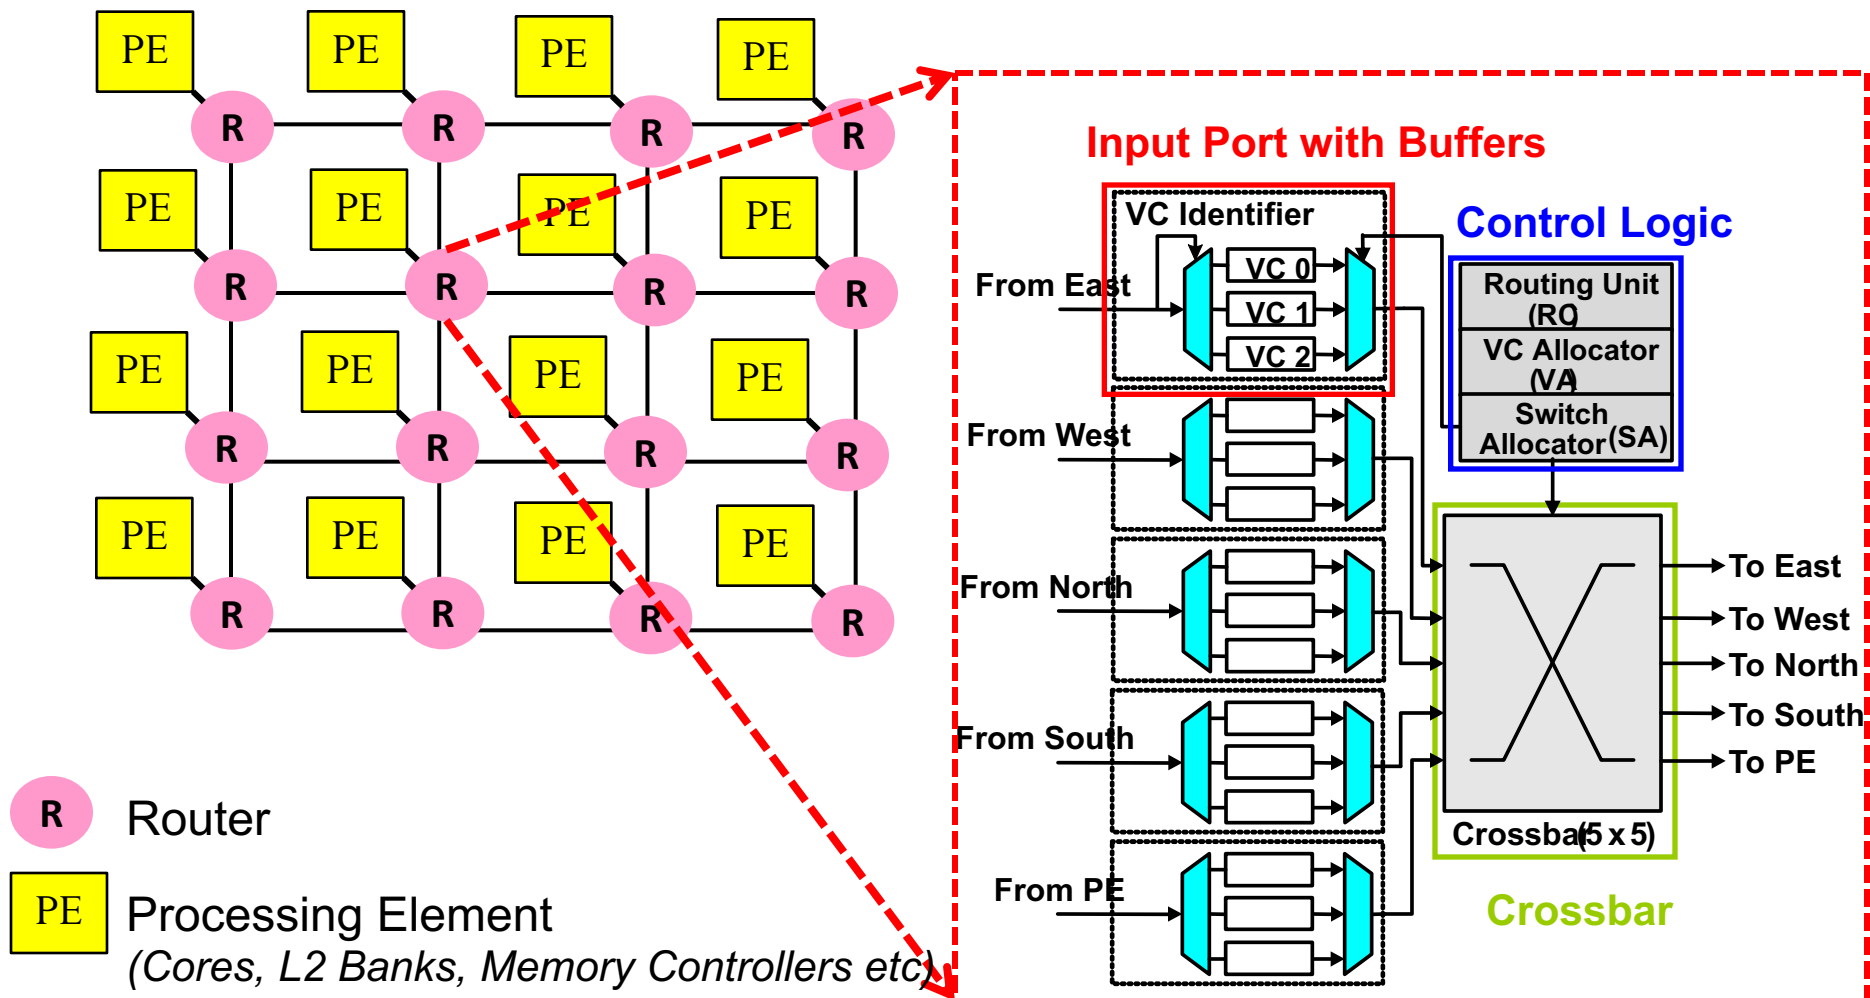 PE PE PE PE
R R R R
PE PE PE PE
R R R R
PE PE PE PE
R R R R
PE PE PE PE
R R R R
R Router
PE Processing Element
(Cores, L2 Banks, Memory Controllers etc)
Input Port with Buffers
VC Identifier
From East
VC 0
VC 1
VC 2
From West
From North
From South
From PE
Control Logic
Routing Unit
(RC)
VC Allocator
(VA)
Switch
Allocator (SA)
To East
To West
To North
To South
To PE
Crossbar (5 x 5)
Crossbar